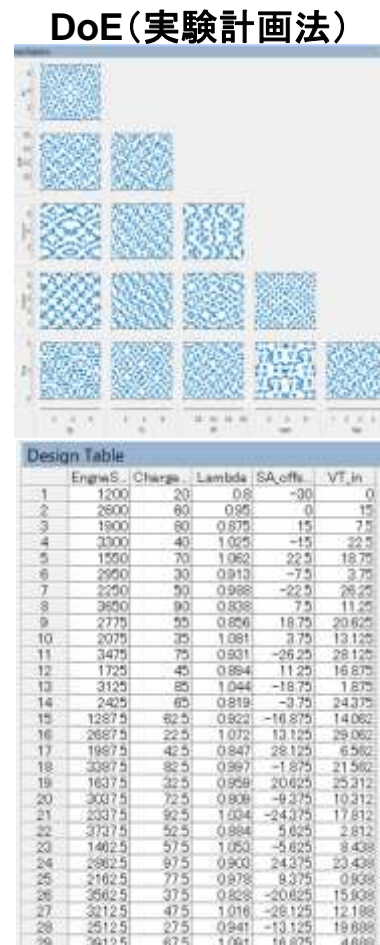 DoE(実験計画法)
Design Table
EngineS... Charge... Lambda SA_offs... VT_in
1 1200 20 0.8 -30 0
2 2600 60 0.95 0 15
3 1900 80 0.875 15 7.5
4 3300 40 1.025 -15 22.5
5 1550 70 1.062 22.5 18.75
6 2950 30 0.913 -7.5 3.75
7 2250 50 0.988 -22.5 26.25
8 3650 90 0.838 7.5 11.25
9 2775 55 0.856 18.75 20.625
10 2075 35 1.081 3.75 13.125
11 3475 75 0.931 -26.25 28.125
12 1725 45 0.894 11.25 16.875
13 3125 85 1.044 -18.75 1.875
14 2425 65 0.819 -3.75 24.375
15 1287.5 62.5 0.922 -16.875 14.062
16 2687.5 22.5 1.072 13.125 29.062
17 1987.5 42.5 0.847 28.125 6.562
18 3387.5 82.5 0.997 -1.875 21.562
19 1637.5 32.5 0.959 20.625 25.312
20 3037.5 72.5 0.809 -9.375 10.312
21 2337.5 92.5 1.034 -24.375 17.812
22 3737.5 52.5 0.884 5.625 2.812
23 1462.5 57.5 1.053 -5.625 8.438
24 2862.5 97.5 0.903 24.375 23.438
25 2162.5 77.5 0.978 9.375 0.938
26 3562.5 37.5 0.828 -20.625 15.938
27 3212.5 47.5 1.016 -28.125 12.188
28 2512.5 27.5 0.941 -13.125 19.688
29 3912.5 67.5 1.091